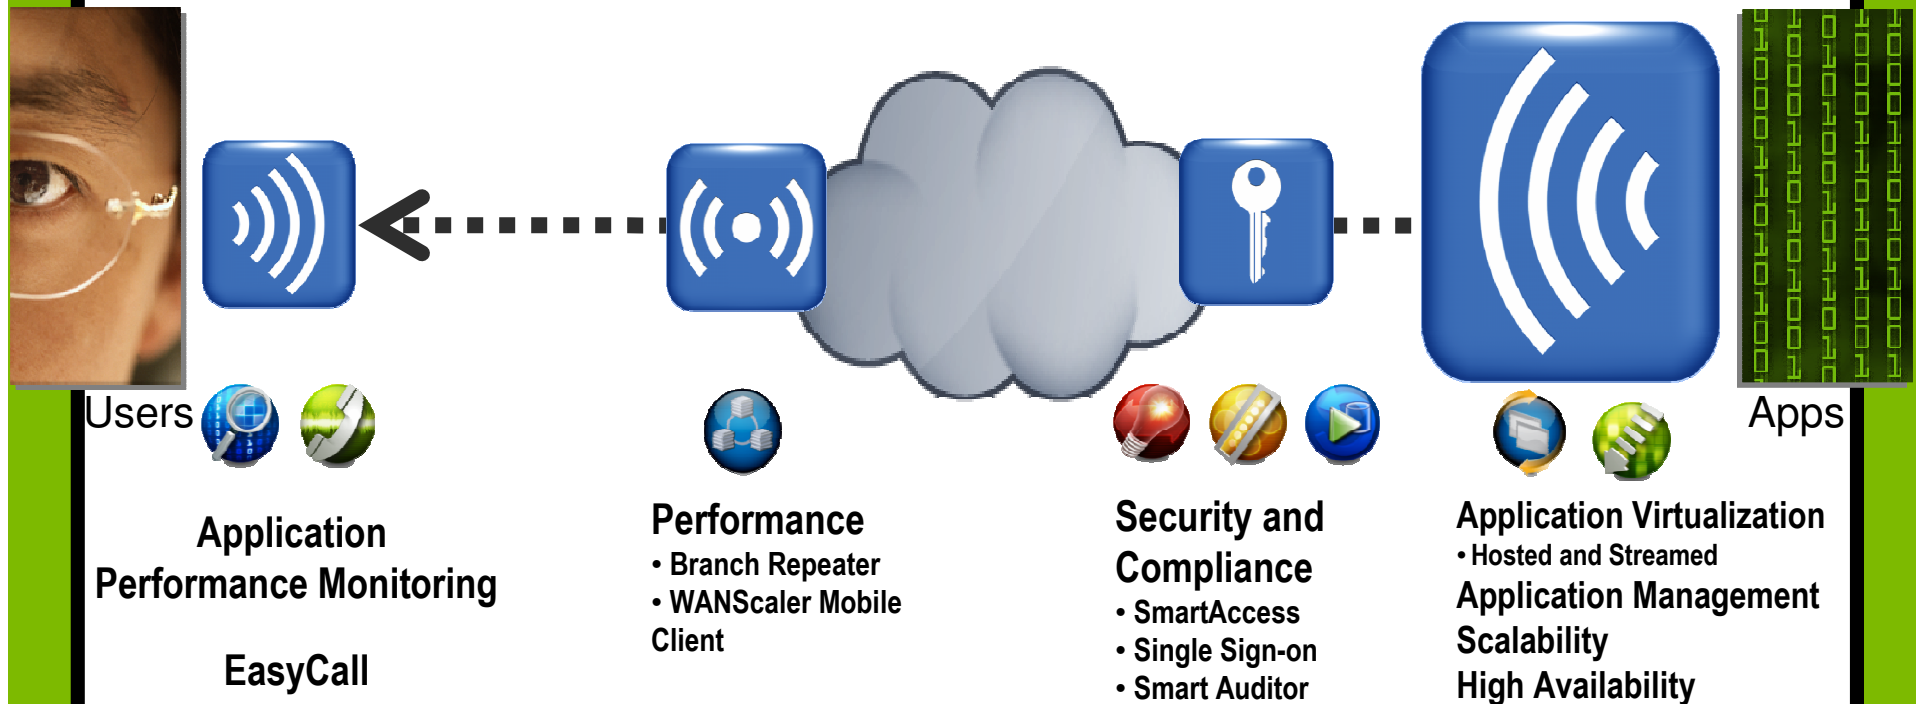 Users
Apps
Application
Performance Monitoring
EasyCall
Performance
• Branch Repeater
• WANScaler Mobile
Client
Security and
Compliance
• SmartAccess
• Single Sign-on
• Smart Auditor
Application Virtualization
• Hosted and Streamed
Application Management
Scalability
High Availability